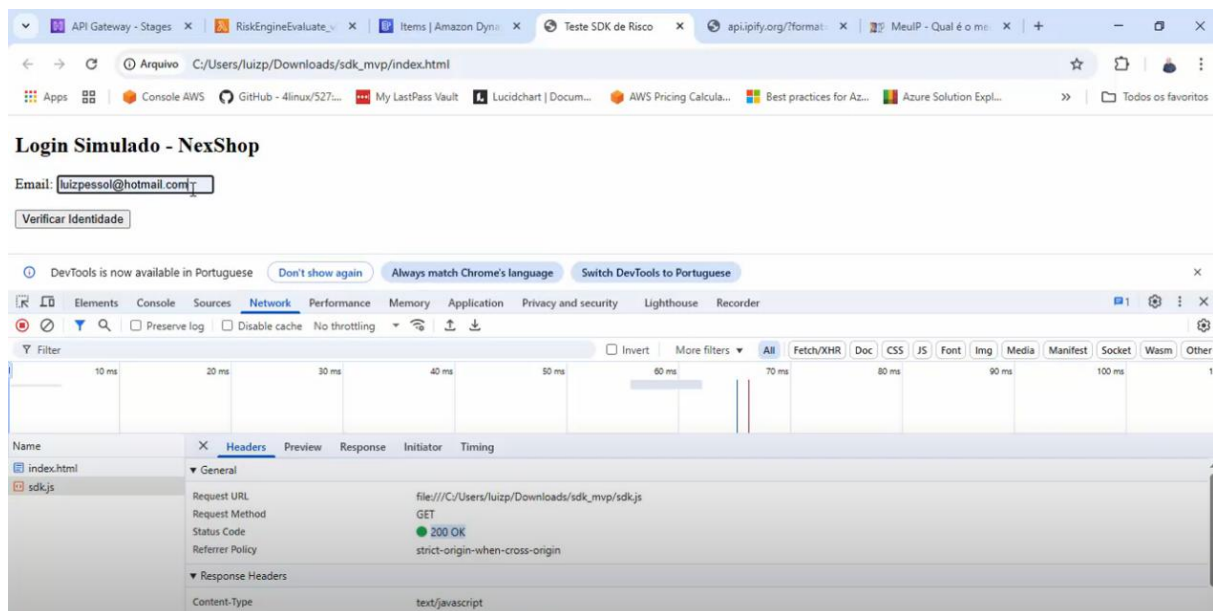 API Gateway - Stages
RiskEngineEvaluate_v
Items | Amazon Dyna
Teste SDK de Risco
api.ipify.org/?format=
MeuIP - Qual é o me
Arquivo C:/Users/luizp/Downloads/sdk_mvp/index.html
Apps Console AWS GitHub - 4linux/527:... My LastPass Vault Lucidchart | Docum... AWS Pricing Calcula... Best practices for Az... Azure Solution Expl... » Todos os favoritos
Login Simulado - NexShop
Email: luizpessol@hotmail.com
Verificar Identidade
DevTools is now available in Portuguese Don't show again Always match Chrome's language Switch DevTools to Portuguese
Elements Console Sources Network Performance Memory Application Privacy and security Lighthouse Recorder 1
Preserve log Disable cache No throttling
Filter Invert More filters All Fetch/XHR Doc CSS JS Font Img Media Manifest Socket Wasm Other
10 ms 20 ms 30 ms 40 ms 50 ms 60 ms 70 ms 80 ms 90 ms 100 ms
Name Headers Preview Response Initiator Timing
index.html General
sdk.js
Request URL file:///C:/Users/luizp/Downloads/sdk_mvp/sdk.js
Request Method GET
Status Code 200 OK
Referrer Policy strict-origin-when-cross-origin
Response Headers
Content-Type text/javascript